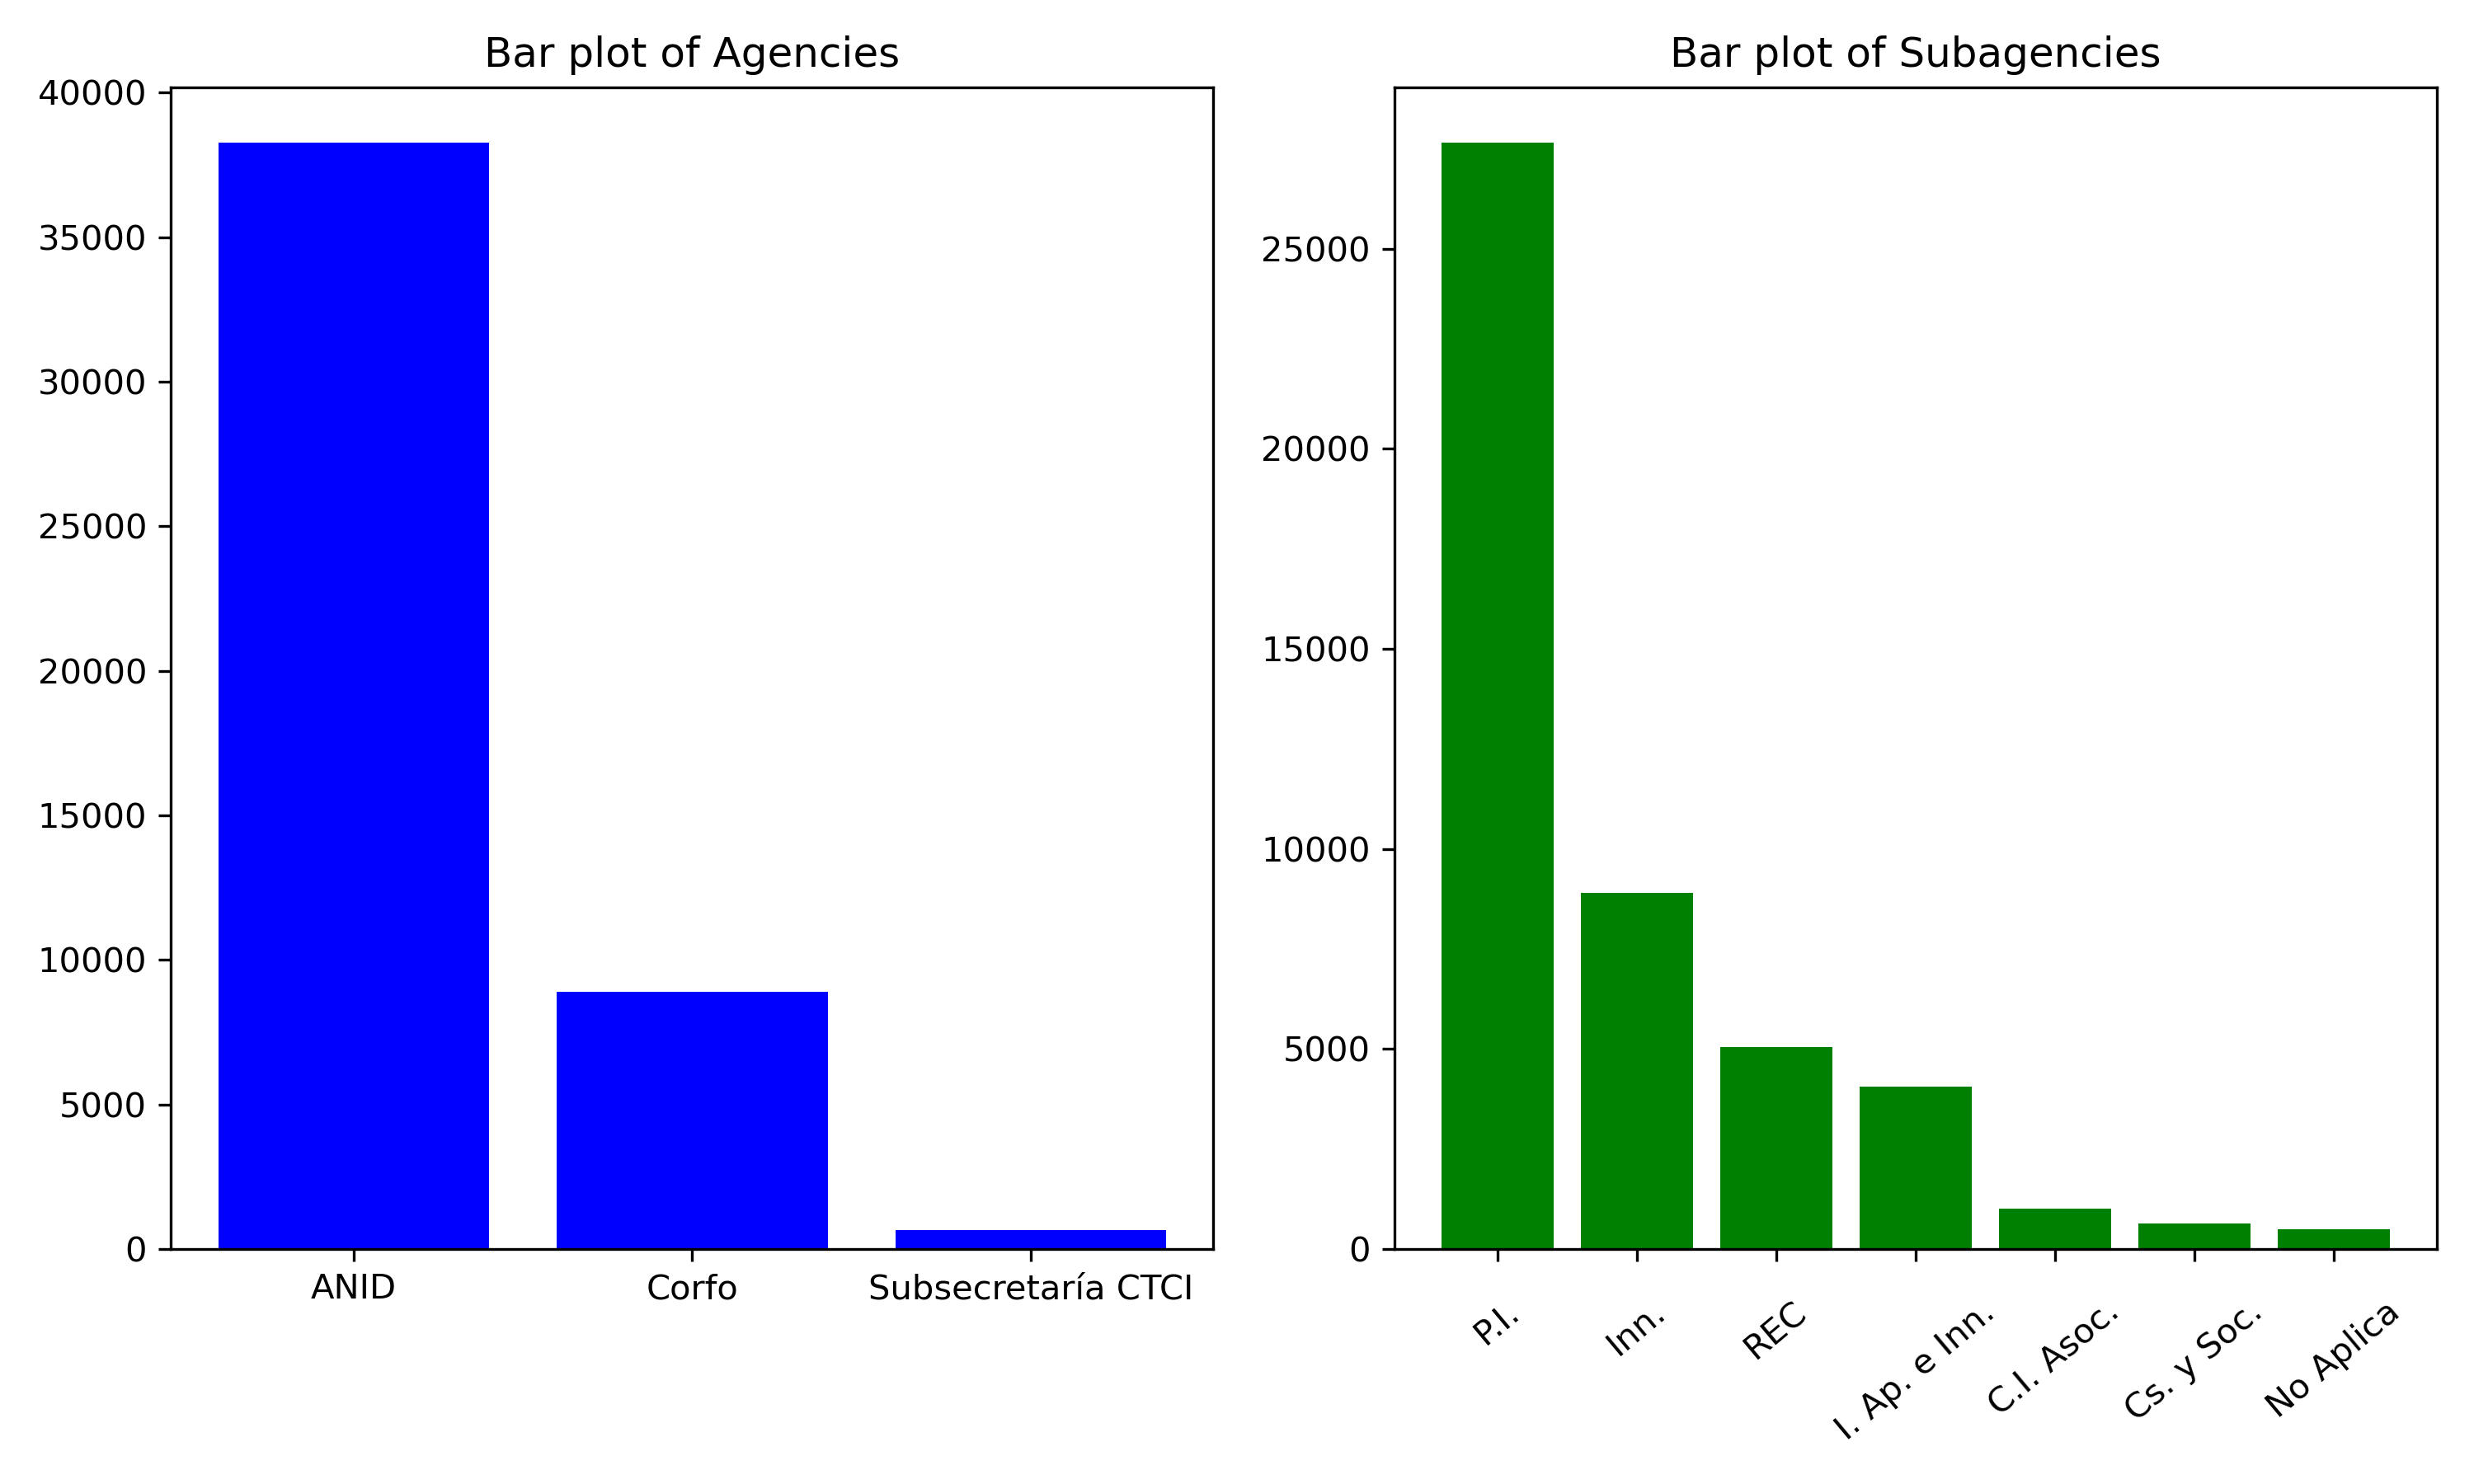 Bar plot of Agencies
40000
35000
30000
25000
20000
15000
10000
5000
0
ANID
Corfo
Subsecretaría CTCI
Bar plot of Subagencies
25000
20000
15000
10000
5000
0
P.I.
Inn.
REC
I. Ap. e Inn.
C.I. Asoc.
Cs. y Soc.
No Aplica